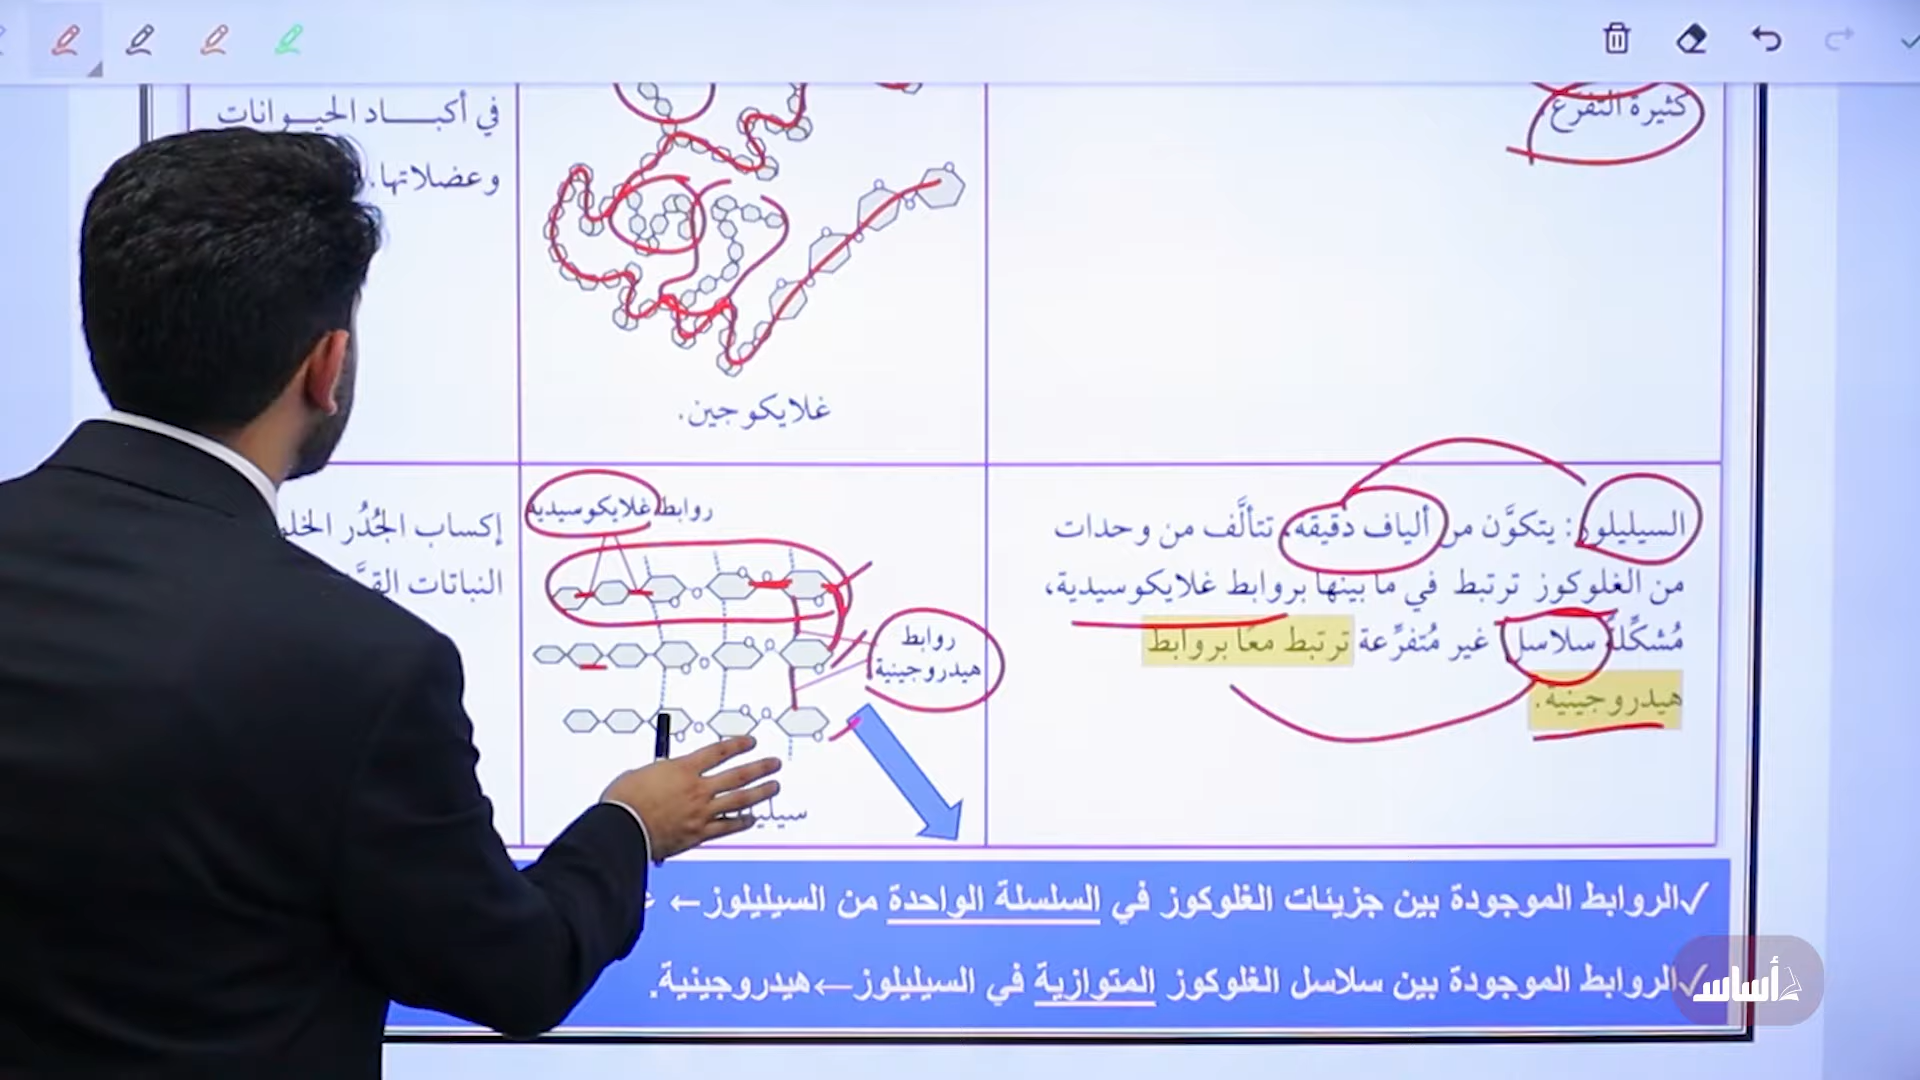 كثيرة التفرّع.
في أكباد الحيوانات
وعضلاتها.
غلايكوجين.
السيليلوز: يتكوَّن من ألياف دقيقة، تتألَّف من وحدات
من الغلوكوز ترتبط في ما بينها بروابط غلايكوسيدية،
مُشكِّلة سلاسل غير مُتفرِّعة ترتبط معًا بروابط
هيدروجينية.
روابط غلايكوسيدية
روابط
هيدروجينية
إكساب الجُدُر
النباتات
✓الروابط الموجودة بين جزيئات الغلوكوز في السلسلة الواحدة من السيليلوز←
✓الروابط الموجودة بين سلاسل الغلوكوز المتوازية في السيليلوز←هيدروجينية.
أساس